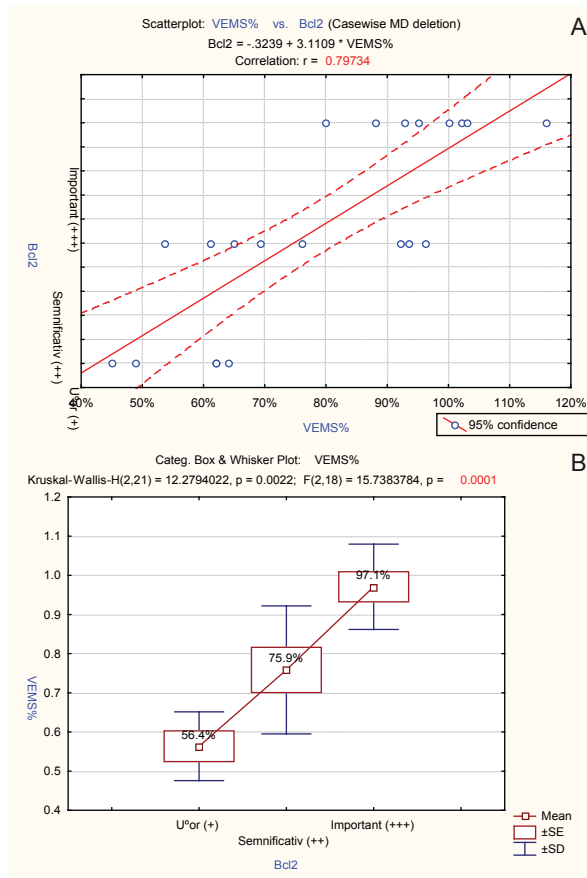 Scatterplot: VEMS% vs. Bcl2 (Casewise MD deletion)
A
Bcl2 = -.3239 + 3.1109 * VEMS%
Correlation: r = 0.79734
Important (+++)
Bcl2
Semnificativ (++)
Uºor (+)
40% 50% 60% 70% 80% 90% 100% 110% 120%
VEMS%
95% confidence
Categ. Box & Whisker Plot: VEMS%
B
Kruskal-Wallis-H(2,21) = 12.2794022, p = 0.0022; F(2,18) = 15.7383784, p = 0.0001
1.2
1.1
1.0
0.9
0.8
0.7
0.6
0.5
0.4
VEMS%
97.1%
75.9%
56.4%
Uºor (+)
Important (+++)
Semnificativ (++)
Bcl2
Mean
±SE
±SD